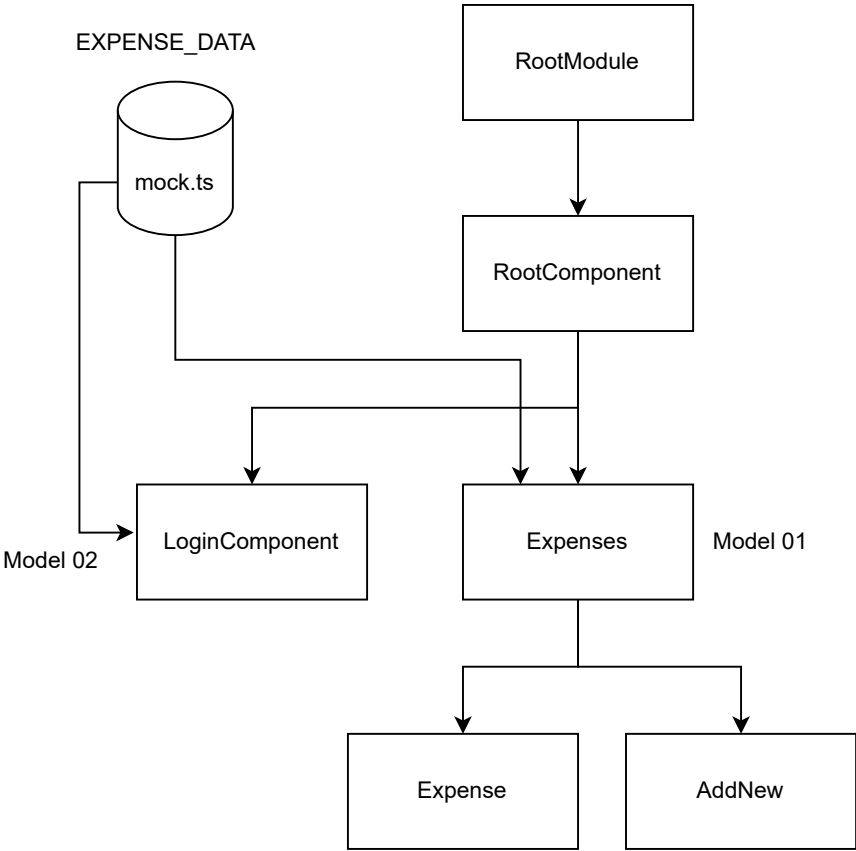 EXPENSE_DATA
RootModule
mock.ts
RootComponent
LoginComponent
Expenses
Model 01
Model 02
Expense
AddNew